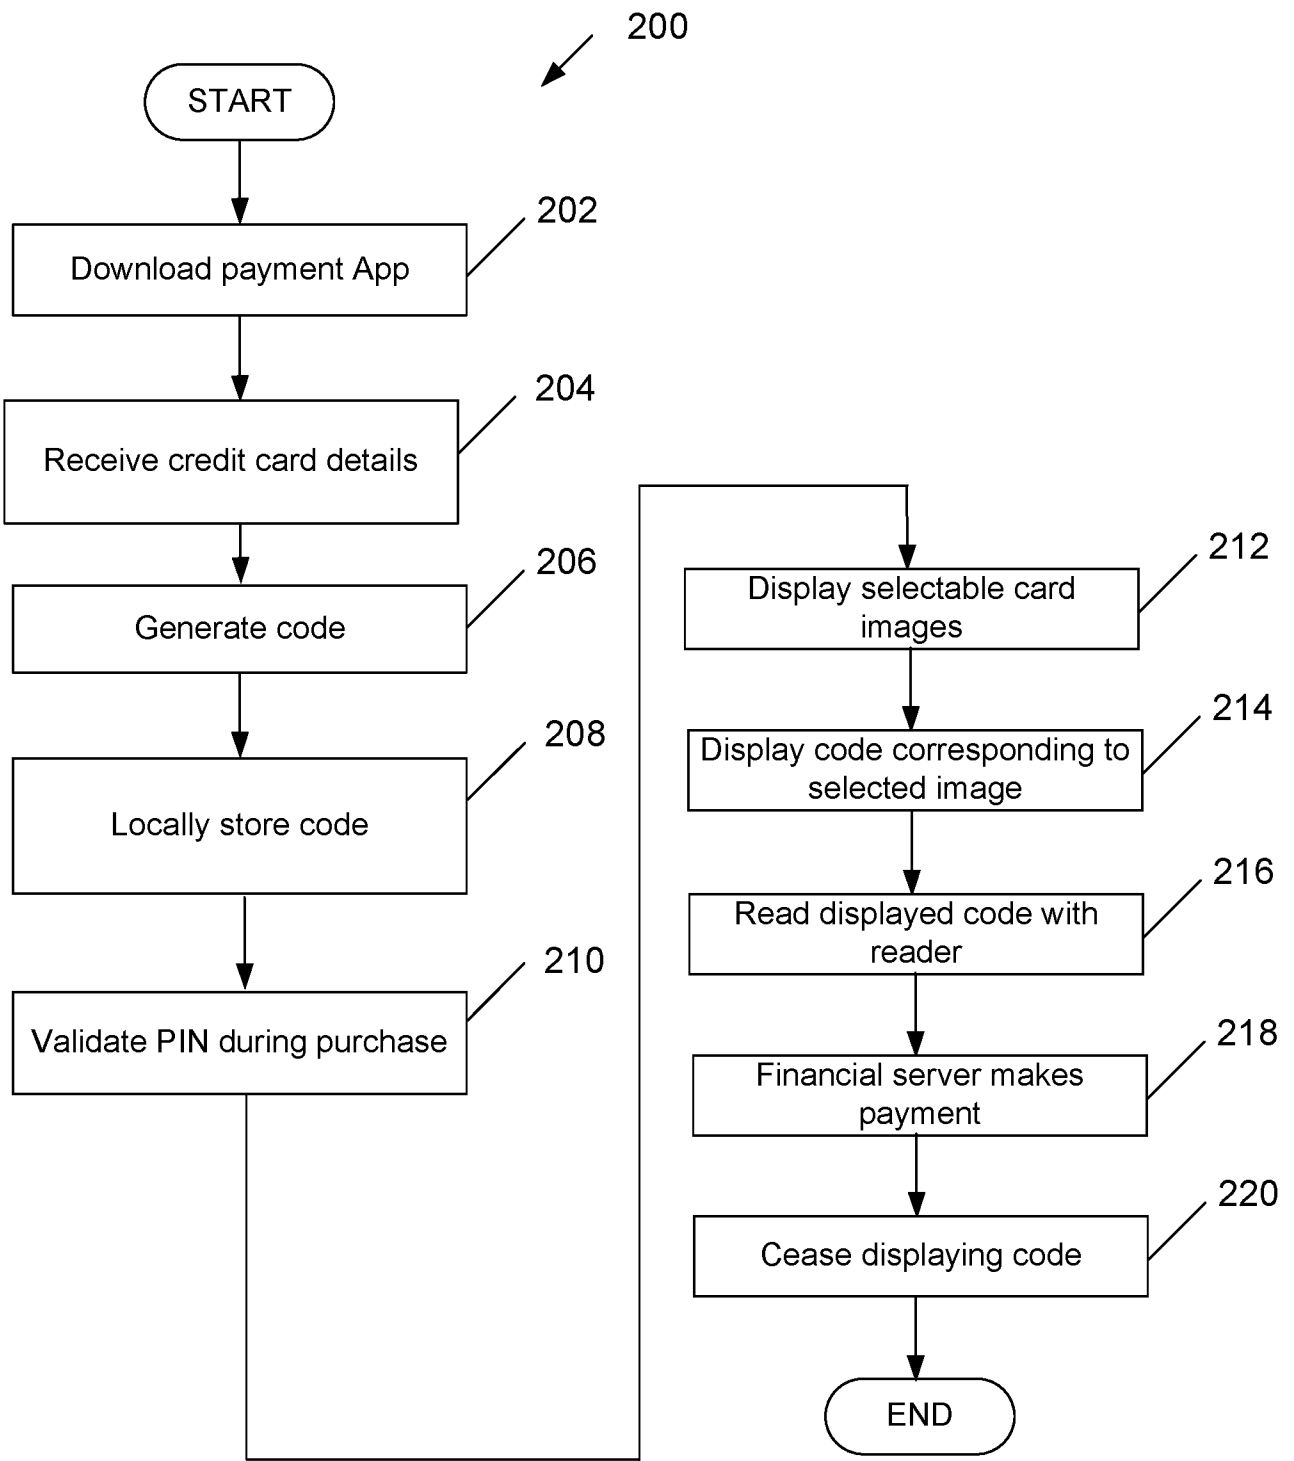 200
START
202
Download payment App
204
Receive credit card details
206
Generate code
208
Locally store code
210
Validate PIN during purchase
212
Display selectable card
images
214
Display code corresponding to
selected image
216
Read displayed code with
reader
218
Financial server makes
payment
220
Cease displaying code
END